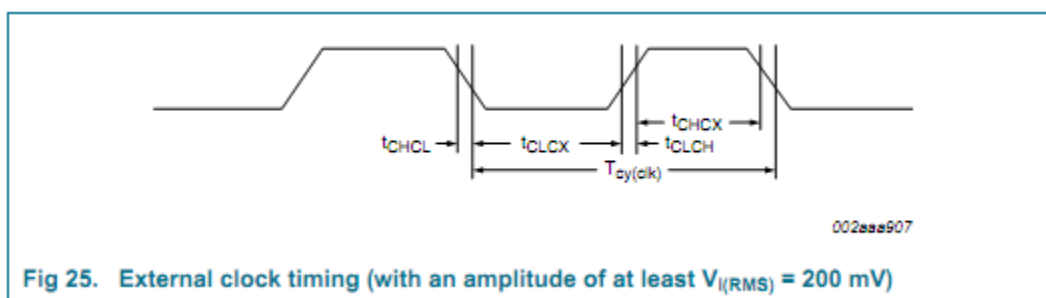 tCHCL
tCLCX
tCHCX
tCLCH
Tcy(clk)
002aaa907
Fig 25. External clock timing (with an amplitude of at least VI(RMS) = 200 mV)